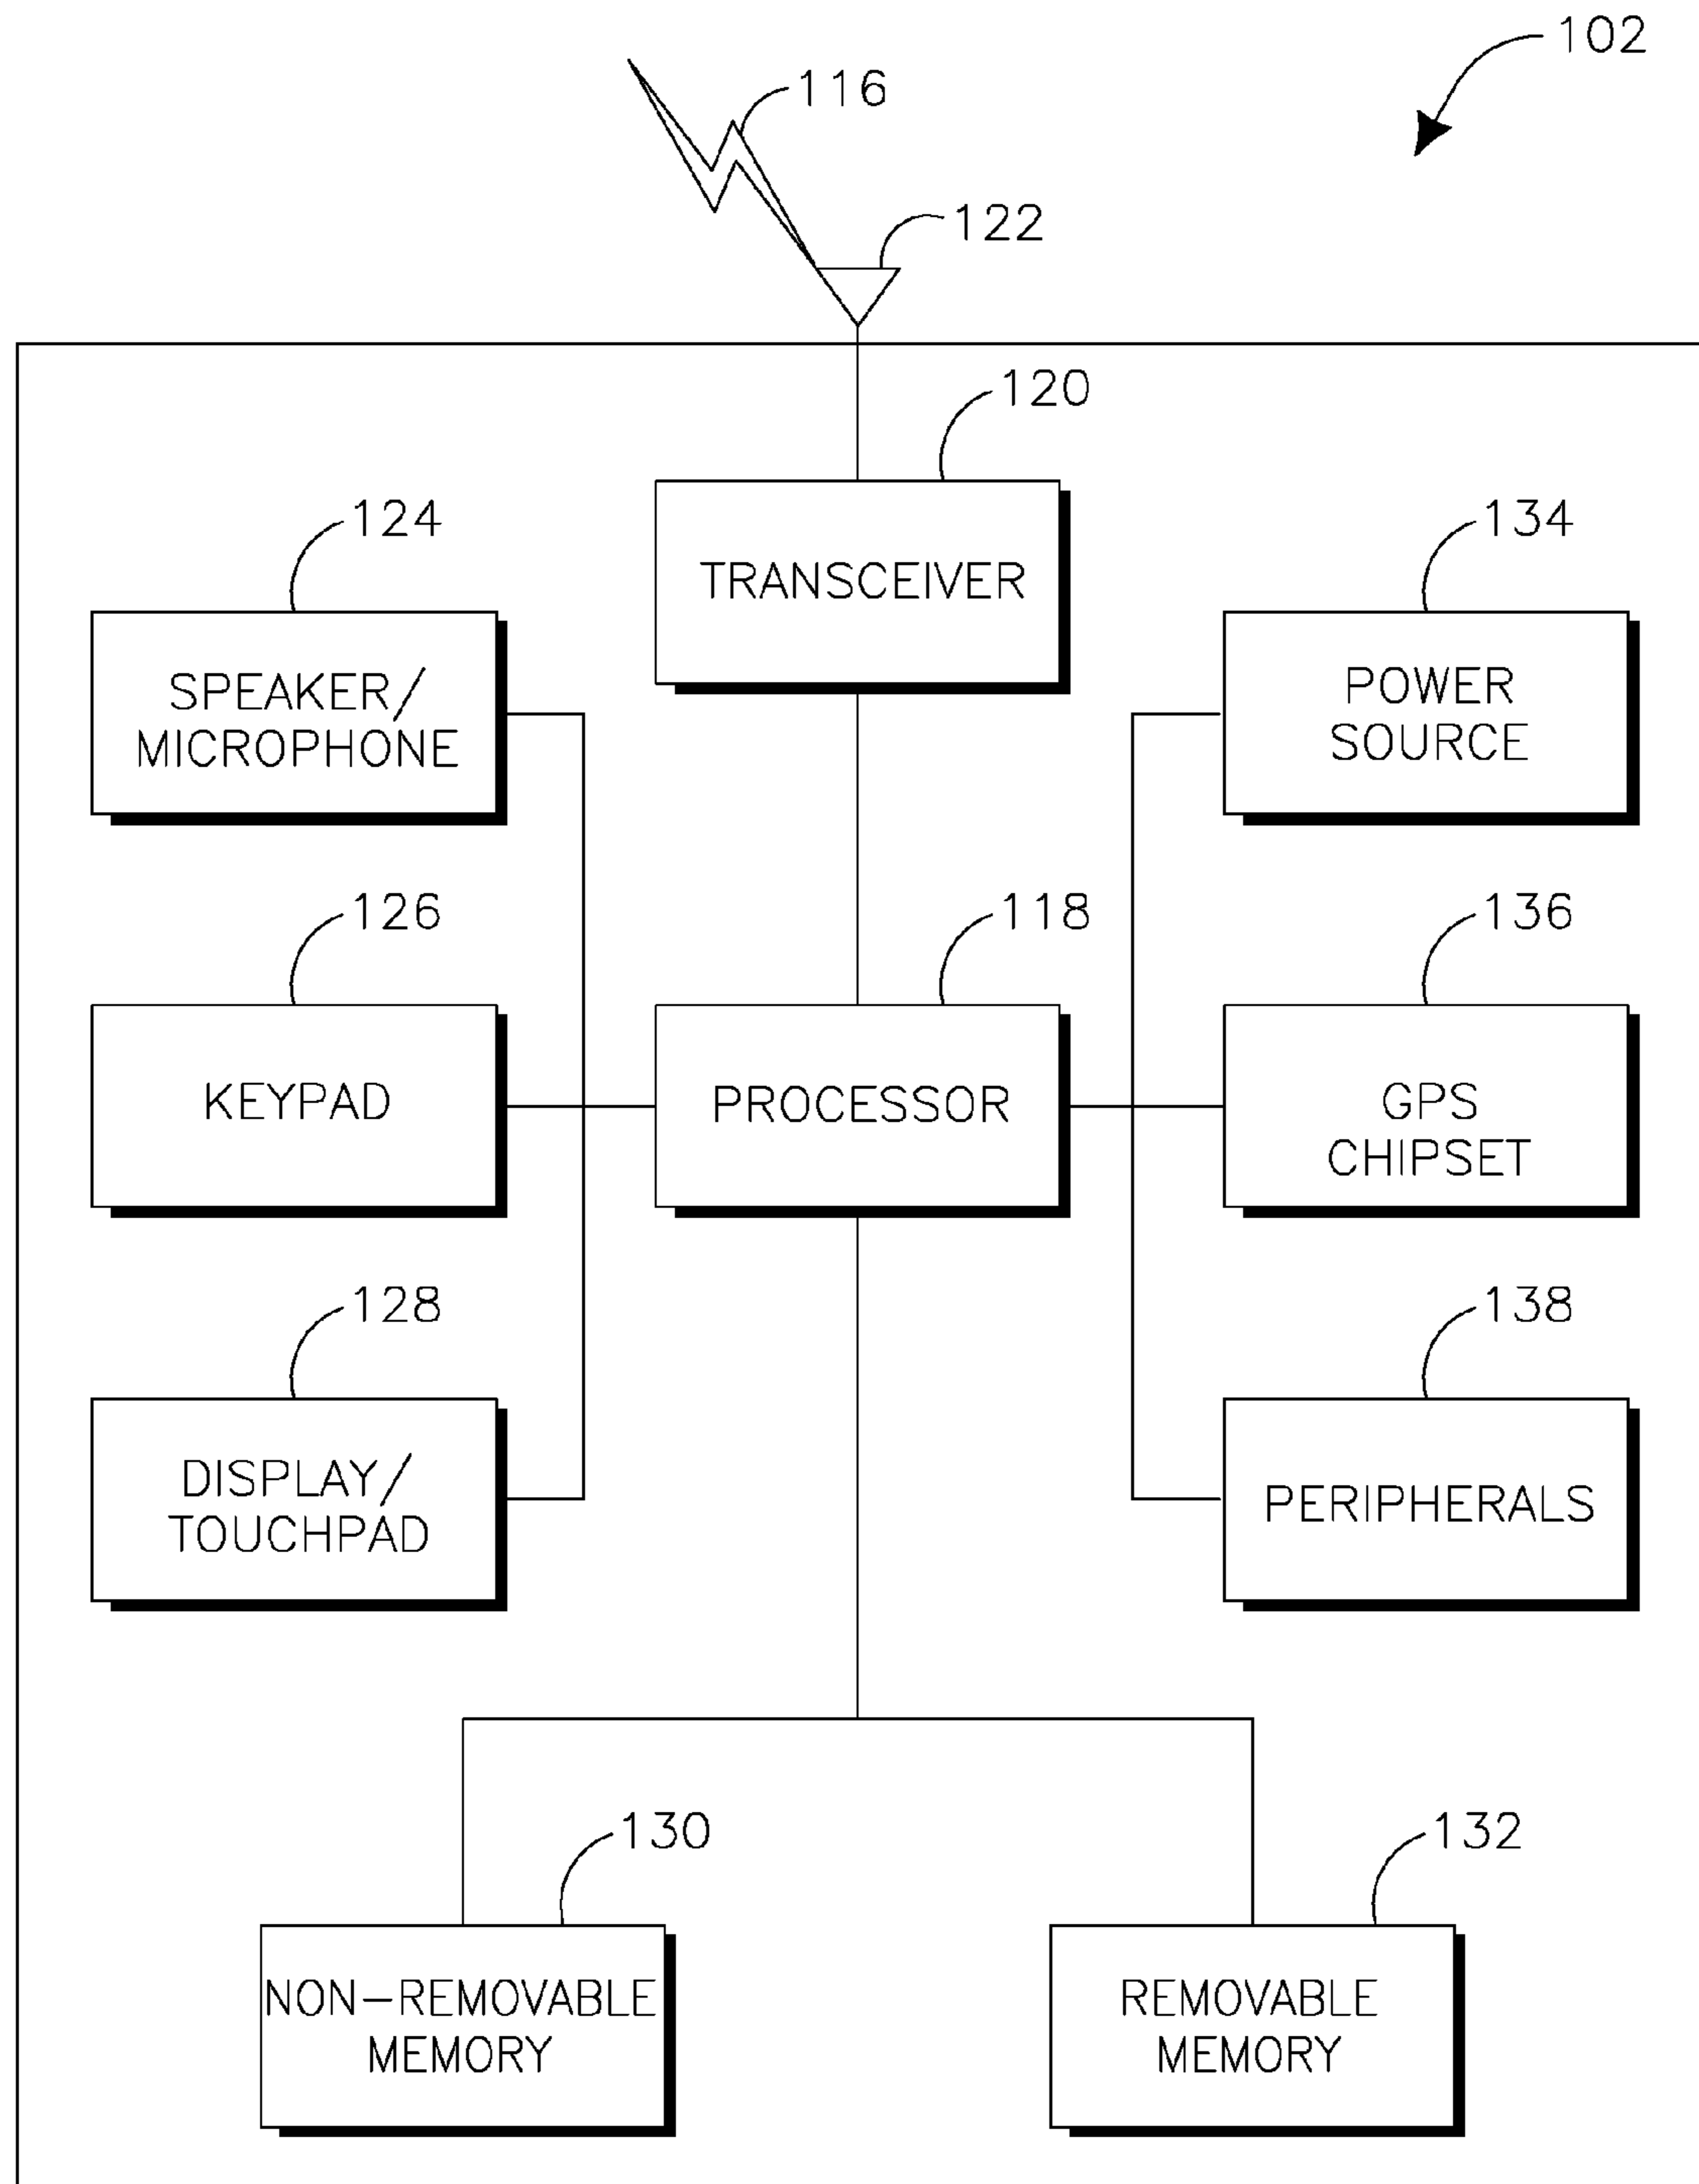 102
116
122
120
TRANSCEIVER
124
SPEAKER/
MICROPHONE
134
POWER
SOURCE
126
KEYPAD
118
PROCESSOR
136
GPS
CHIPSET
128
DISPLAY/
TOUCHPAD
138
PERIPHERALS
130
NON-REMOVABLE
MEMORY
132
REMOVABLE
MEMORY